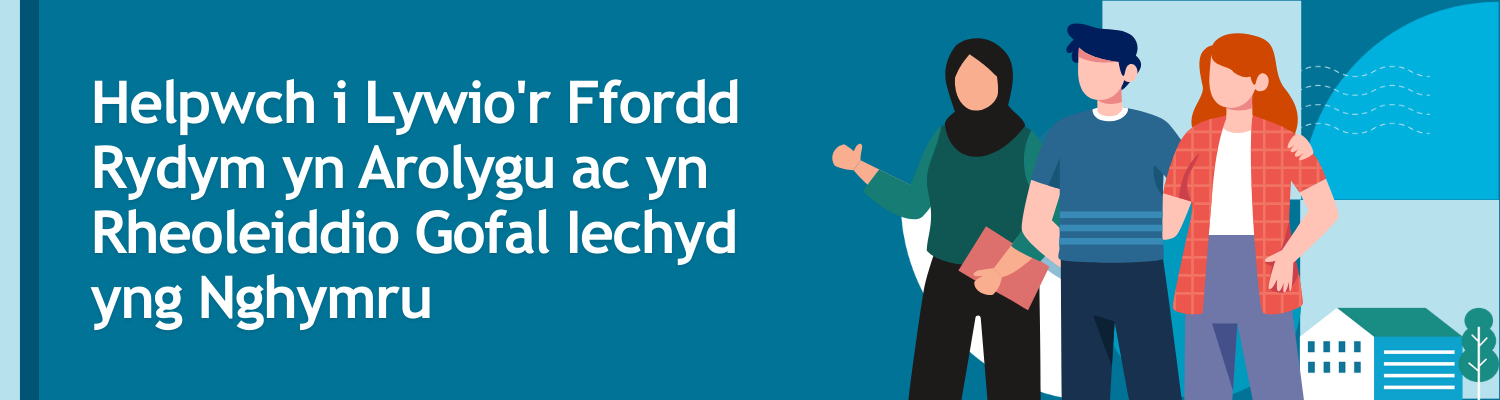 Helpwch i Lywio'r Ffordd
Rydym yn Arolygu ac yn
Rheoleiddio Gofal Iechyd
yng Nghymru